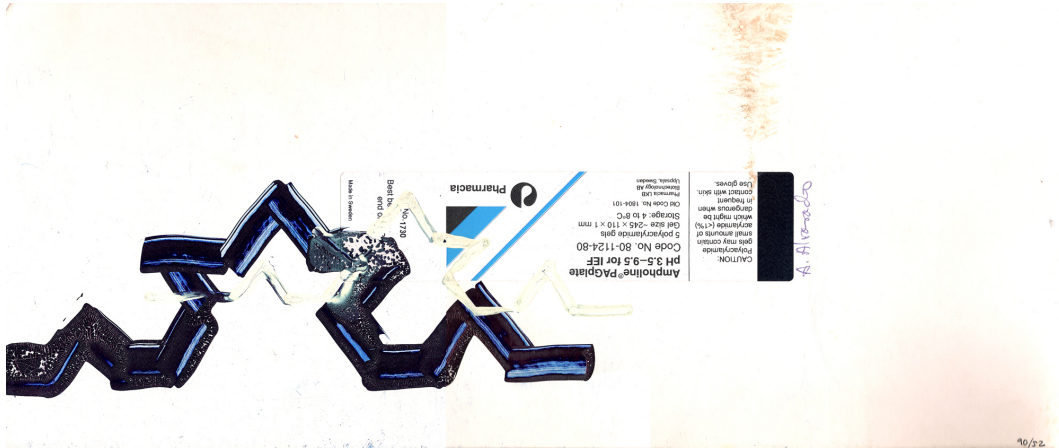 Ampholine® PAGplate
pH 3.5–9.5 for IEF
Code No. 80-1124-80
5 polyacrylamide gels
Gel size ~245 × 110 × 1 mm
Storage: 4 to 8°C
Old Code No. 1804-101
Pharmacia LKB
Biotechnology AB
Uppsala, Sweden
Pharmacia
CAUTION:
Polyacrylamide
gels may contain
small amounts of
acrylamide (<1%)
which might be
dangerous when
in frequent
contact with skin.
Use gloves.
No. 1730
Best be
end o
Made in Sweden
90/52